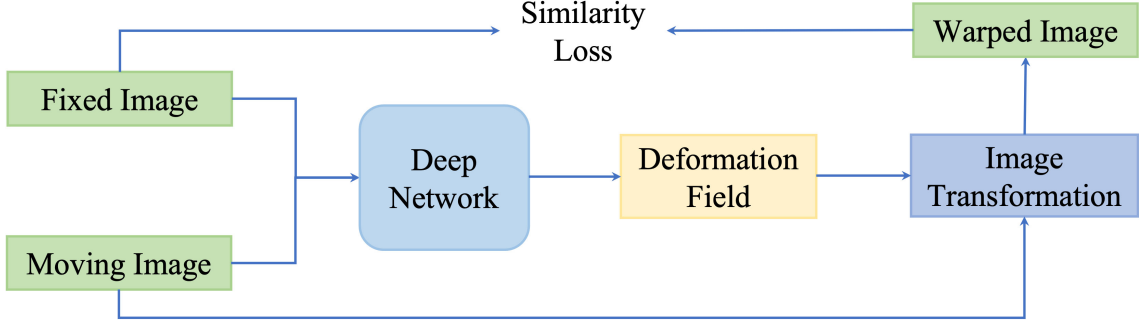 Similarity
Loss
Warped Image
Fixed Image
Deep
Network
Deformation
Field
Image
Transformation
Moving Image